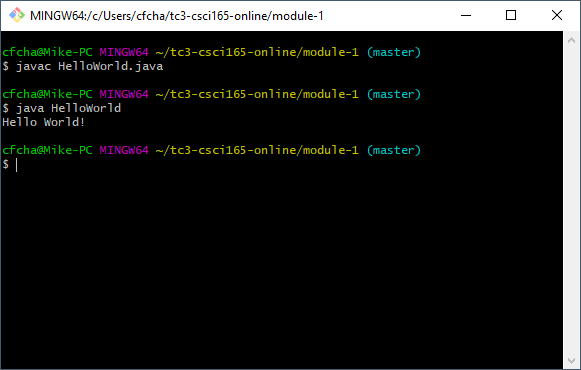 MINGW64:/c/Users/cfcha/tc3-csci165-online/module-1
cfcha@Mike-PC MINGW64 ~/tc3-csci165-online/module-1 (master)
$ javac HelloWorld.java
cfcha@Mike-PC MINGW64 ~/tc3-csci165-online/module-1 (master)
$ java HelloWorld
Hello World!
cfcha@Mike-PC MINGW64 ~/tc3-csci165-online/module-1 (master)
$